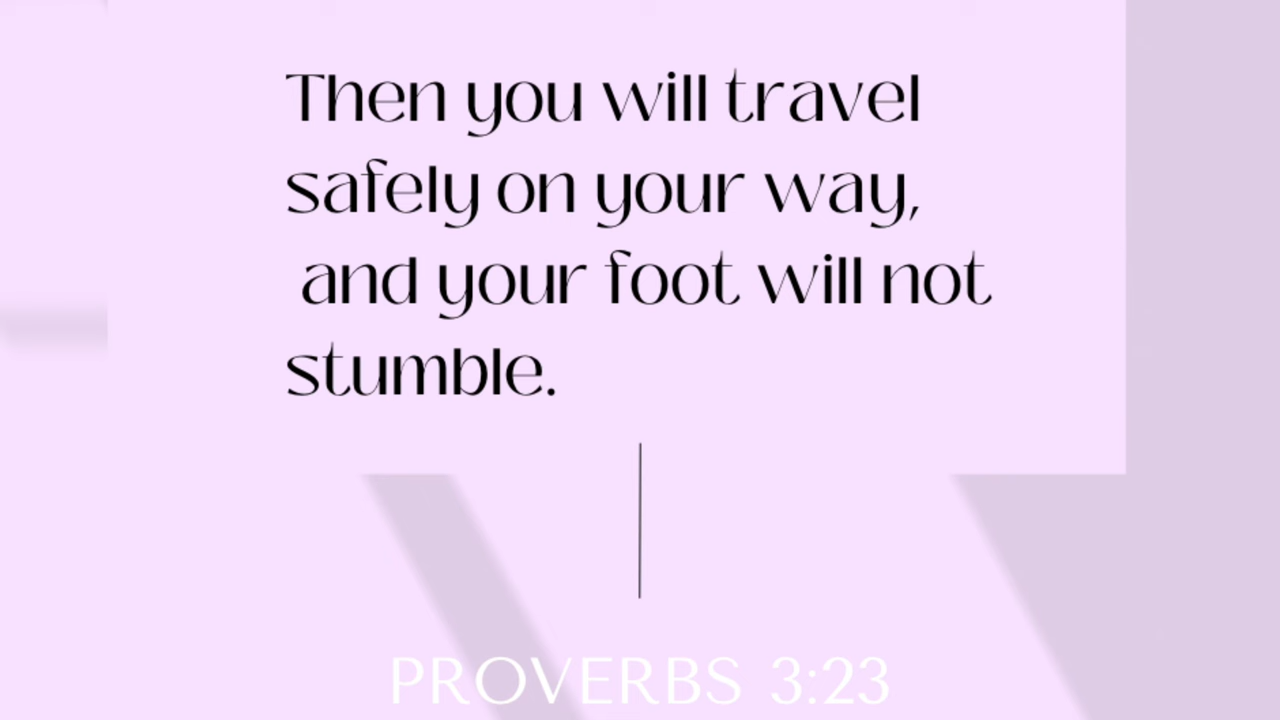 Then you will travel
safely on your way,
and your foot will not
stumble.
PROVERBS 3:23